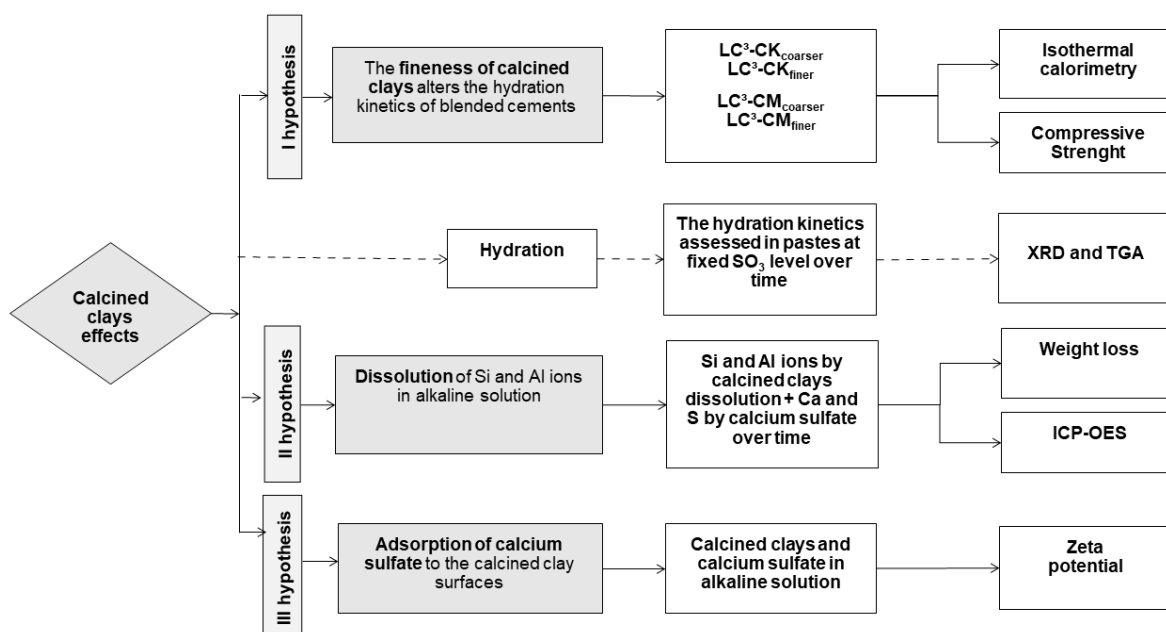 Calcined
clays
effects
I hypothesis
The fineness of calcined
clays alters the hydration
kinetics of blended cements
LC³-CKcoarser
LC³-CKfiner
LC³-CMcoarser
LC³-CMfiner
Isothermal
calorimetry
Compressive
Strenght
Hydration
The hydration kinetics
assessed in pastes at
fixed SO₃ level over
time
XRD and TGA
II hypothesis
Dissolution of Si and Al ions
in alkaline solution
Si and Al ions by
calcined clays
dissolution + Ca and
S by calcium sulfate
over time
Weight loss
ICP-OES
III hypothesis
Adsorption of calcium
sulfate to the calcined clay
surfaces
Calcined clays and
calcium sulfate in
alkaline solution
Zeta
potential